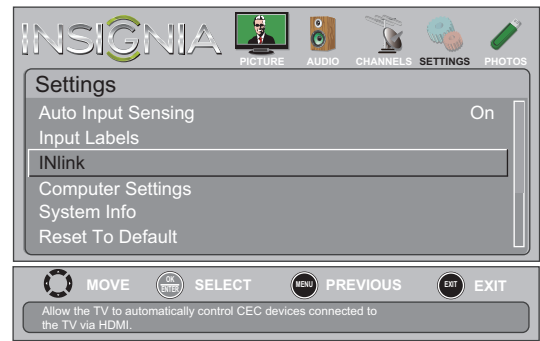 INSIGNIA
PICTURE AUDIO CHANNELS SETTINGS PHOTOS
Settings
Auto Input Sensing On
Input Labels
INlink
Computer Settings
System Info
Reset To Default
MOVE OK ENTER SELECT MENU PREVIOUS EXIT EXIT
Allow the TV to automatically control CEC devices connected to
the TV via HDMI.